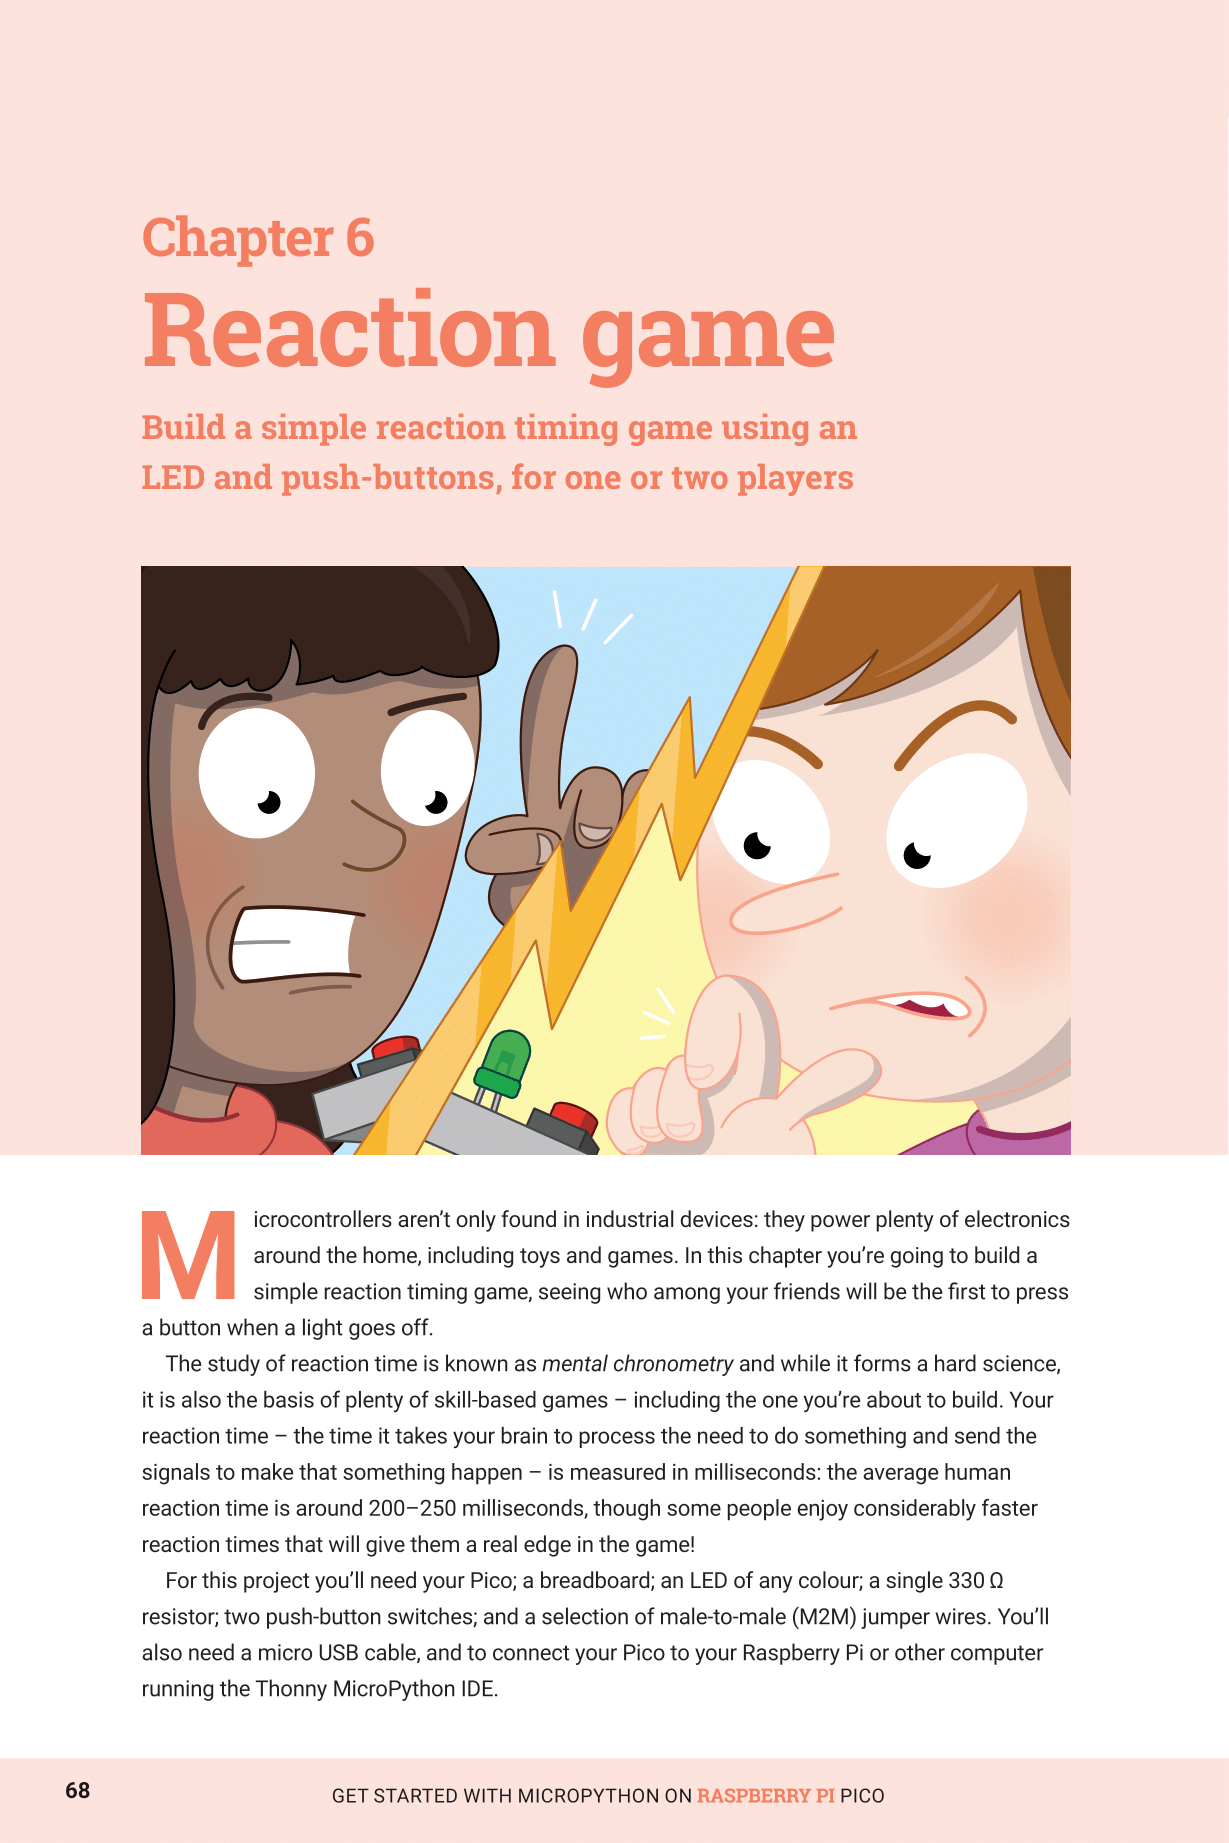 Chapter 6
Reaction game
Build a simple reaction timing game using an
LED and push-buttons, for one or two players
Microcontrollers aren’t only found in industrial devices: they power plenty of electronics
around the home, including toys and games. In this chapter you’re going to build a
simple reaction timing game, seeing who among your friends will be the first to press
a button when a light goes off.
The study of reaction time is known as mental chronometry and while it forms a hard science,
it is also the basis of plenty of skill-based games – including the one you’re about to build. Your
reaction time – the time it takes your brain to process the need to do something and send the
signals to make that something happen – is measured in milliseconds: the average human
reaction time is around 200–250 milliseconds, though some people enjoy considerably faster
reaction times that will give them a real edge in the game!
For this project you’ll need your Pico; a breadboard; an LED of any colour; a single 330 Ω
resistor; two push-button switches; and a selection of male-to-male (M2M) jumper wires. You’ll
also need a micro USB cable, and to connect your Pico to your Raspberry Pi or other computer
running the Thonny MicroPython IDE.
68
GET STARTED WITH MICROPYTHON ON RASPBERRY PI PICO